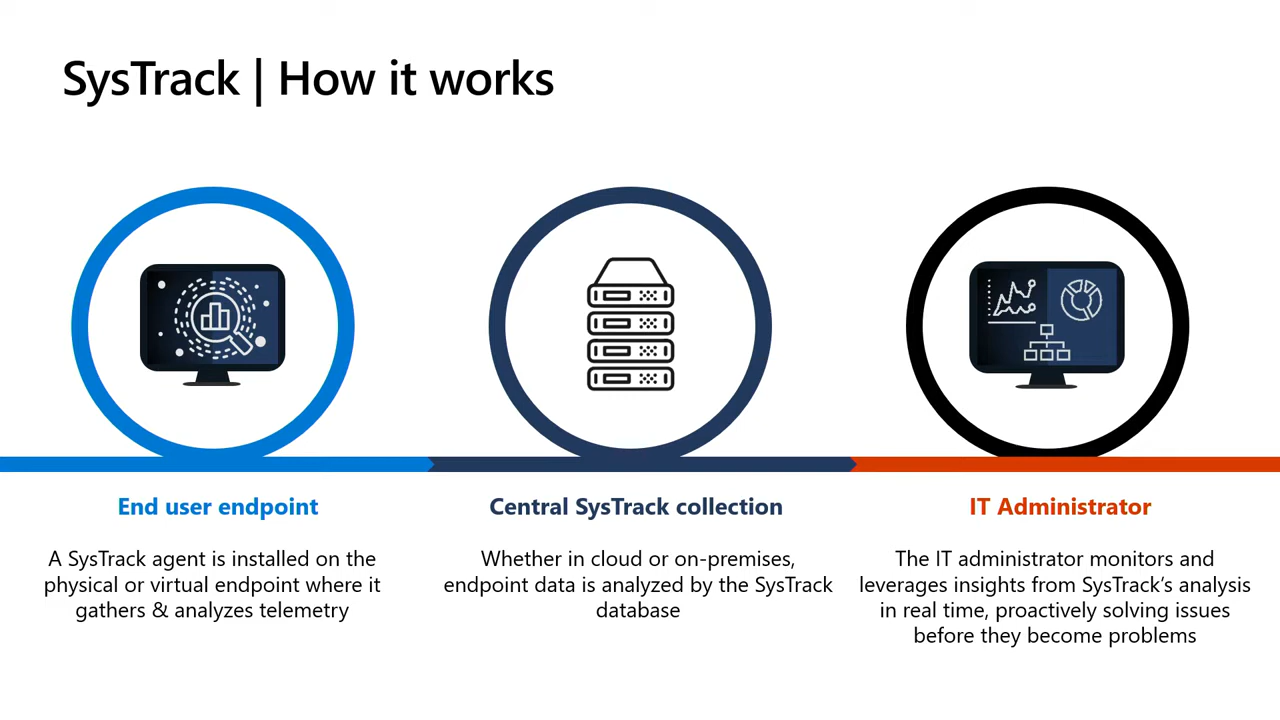 SysTrack | How it works
End user endpoint
A SysTrack agent is installed on the
physical or virtual endpoint where it
gathers & analyzes telemetry
Central SysTrack collection
Whether in cloud or on-premises,
endpoint data is analyzed by the SysTrack
database
IT Administrator
The IT administrator monitors and
leverages insights from SysTrack’s analysis
in real time, proactively solving issues
before they become problems